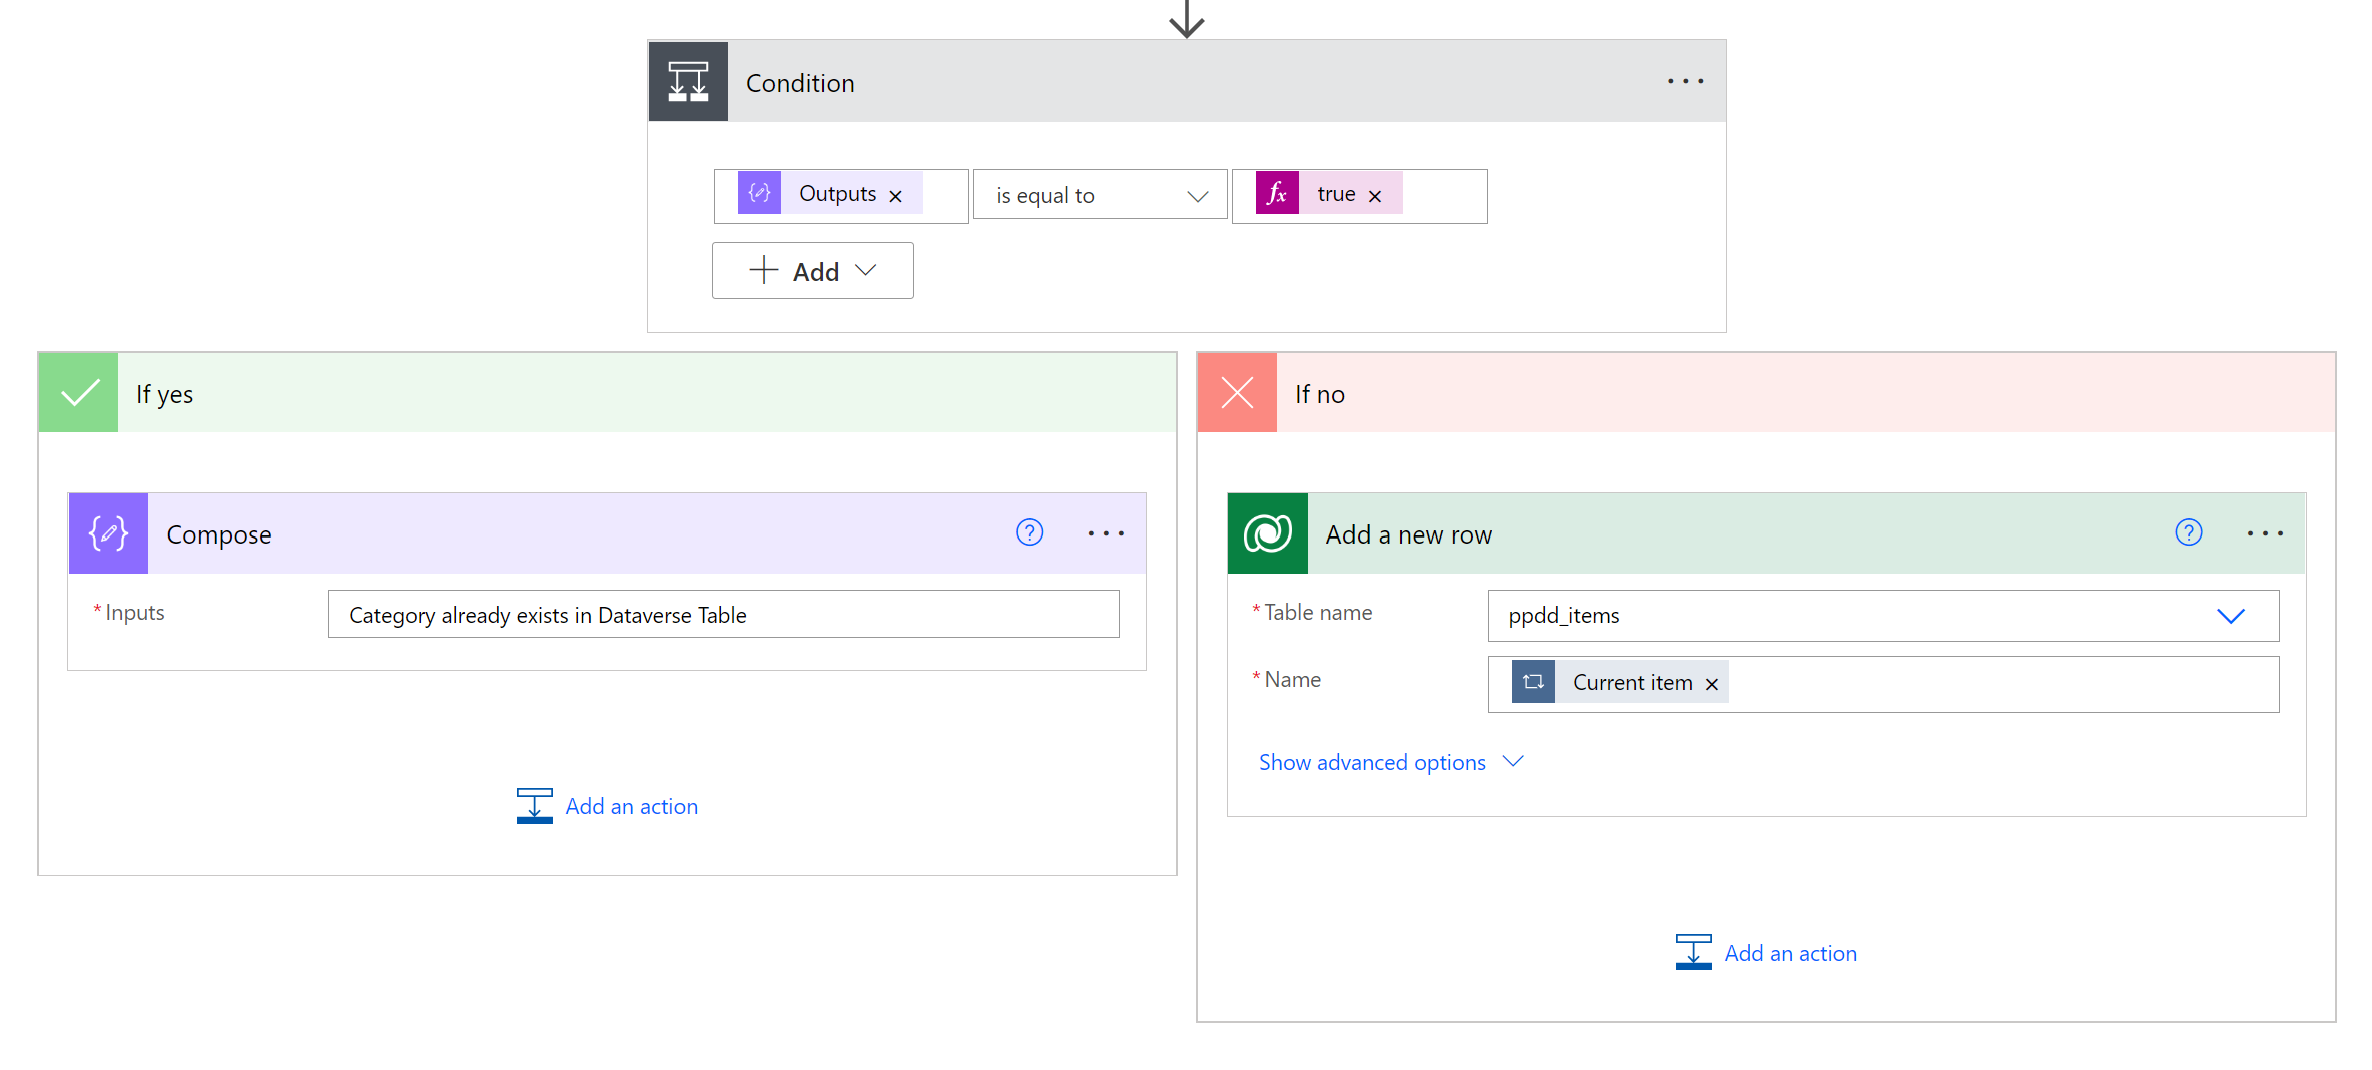 Condition
Outputs × is equal to fx true ×
Add
If yes
Compose
* Inputs Category already exists in Dataverse Table
Add an action
If no
Add a new row
* Table name ppdd_items
* Name Current item ×
Show advanced options
Add an action